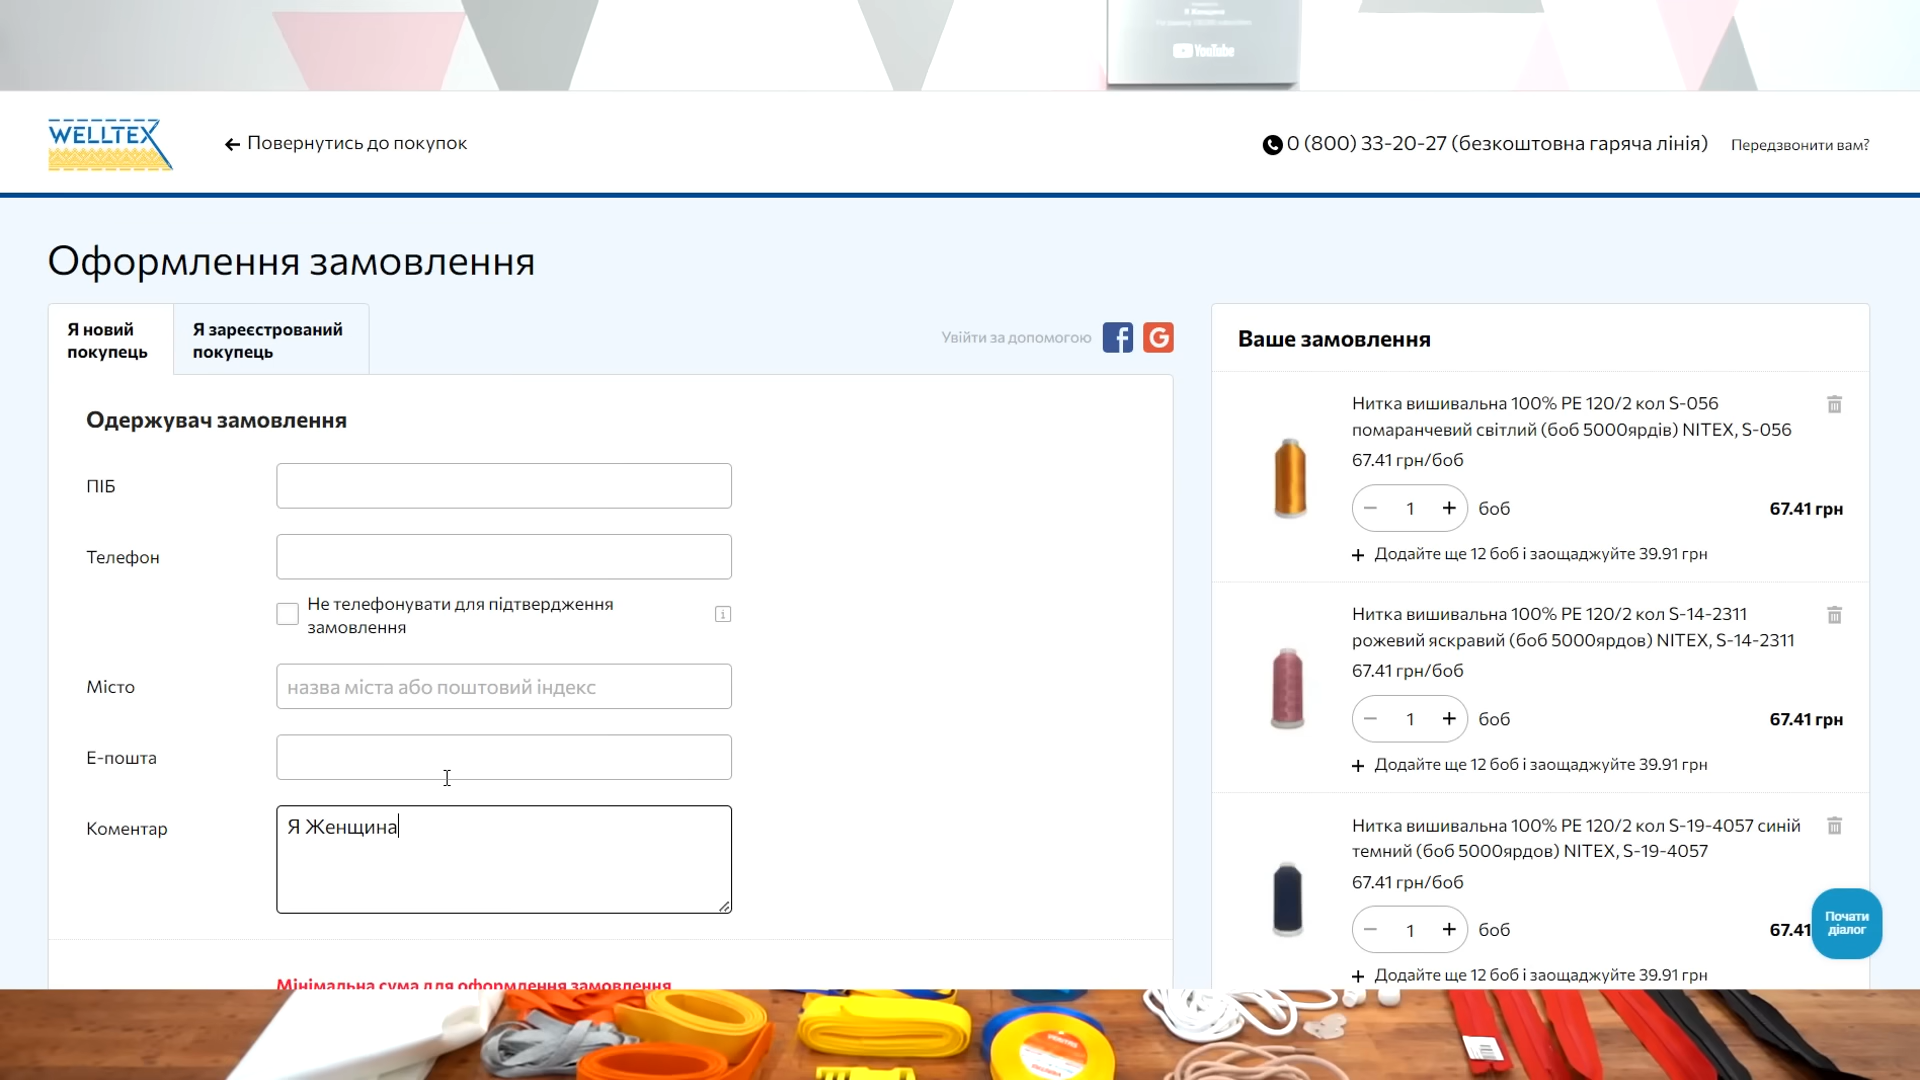 Я Женщина
YouTube
WELLTEX
Повернутись до покупок
0 (800) 33-20-27 (безкоштовна гаряча лінія)
Передзвонити вам?
Оформлення замовлення
Я новий
покупець
Я зареєстрований
покупець
Увійти за допомогою
Одержувач замовлення
ПІБ
Телефон
Не телефонувати для підтвердження
замовлення
Місто
назва міста або поштовий індекс
Е-пошта
Коментар
Я Женщина
Мінімальна сума для оформлення замовлення
Ваше замовлення
Нитка вишивальна 100% PE 120/2 кол S-056
помаранчевий світлий (боб 5000ярдів) NITEX, S-056
67.41 грн/боб
1
боб
67.41 грн
+ Додайте ще 12 боб і заощаджуйте 39.91 грн
Нитка вишивальна 100% PE 120/2 кол S-14-2311
рожевий яскравий (боб 5000ярдов) NITEX, S-14-2311
67.41 грн/боб
1
боб
67.41 грн
+ Додайте ще 12 боб і заощаджуйте 39.91 грн
Нитка вишивальна 100% PE 120/2 кол S-19-4057 синій
темний (боб 5000ярдов) NITEX, S-19-4057
67.41 грн/боб
1
боб
67.41
+ Додайте ще 12 боб і заощаджуйте 39.91 грн
Почати
діалог